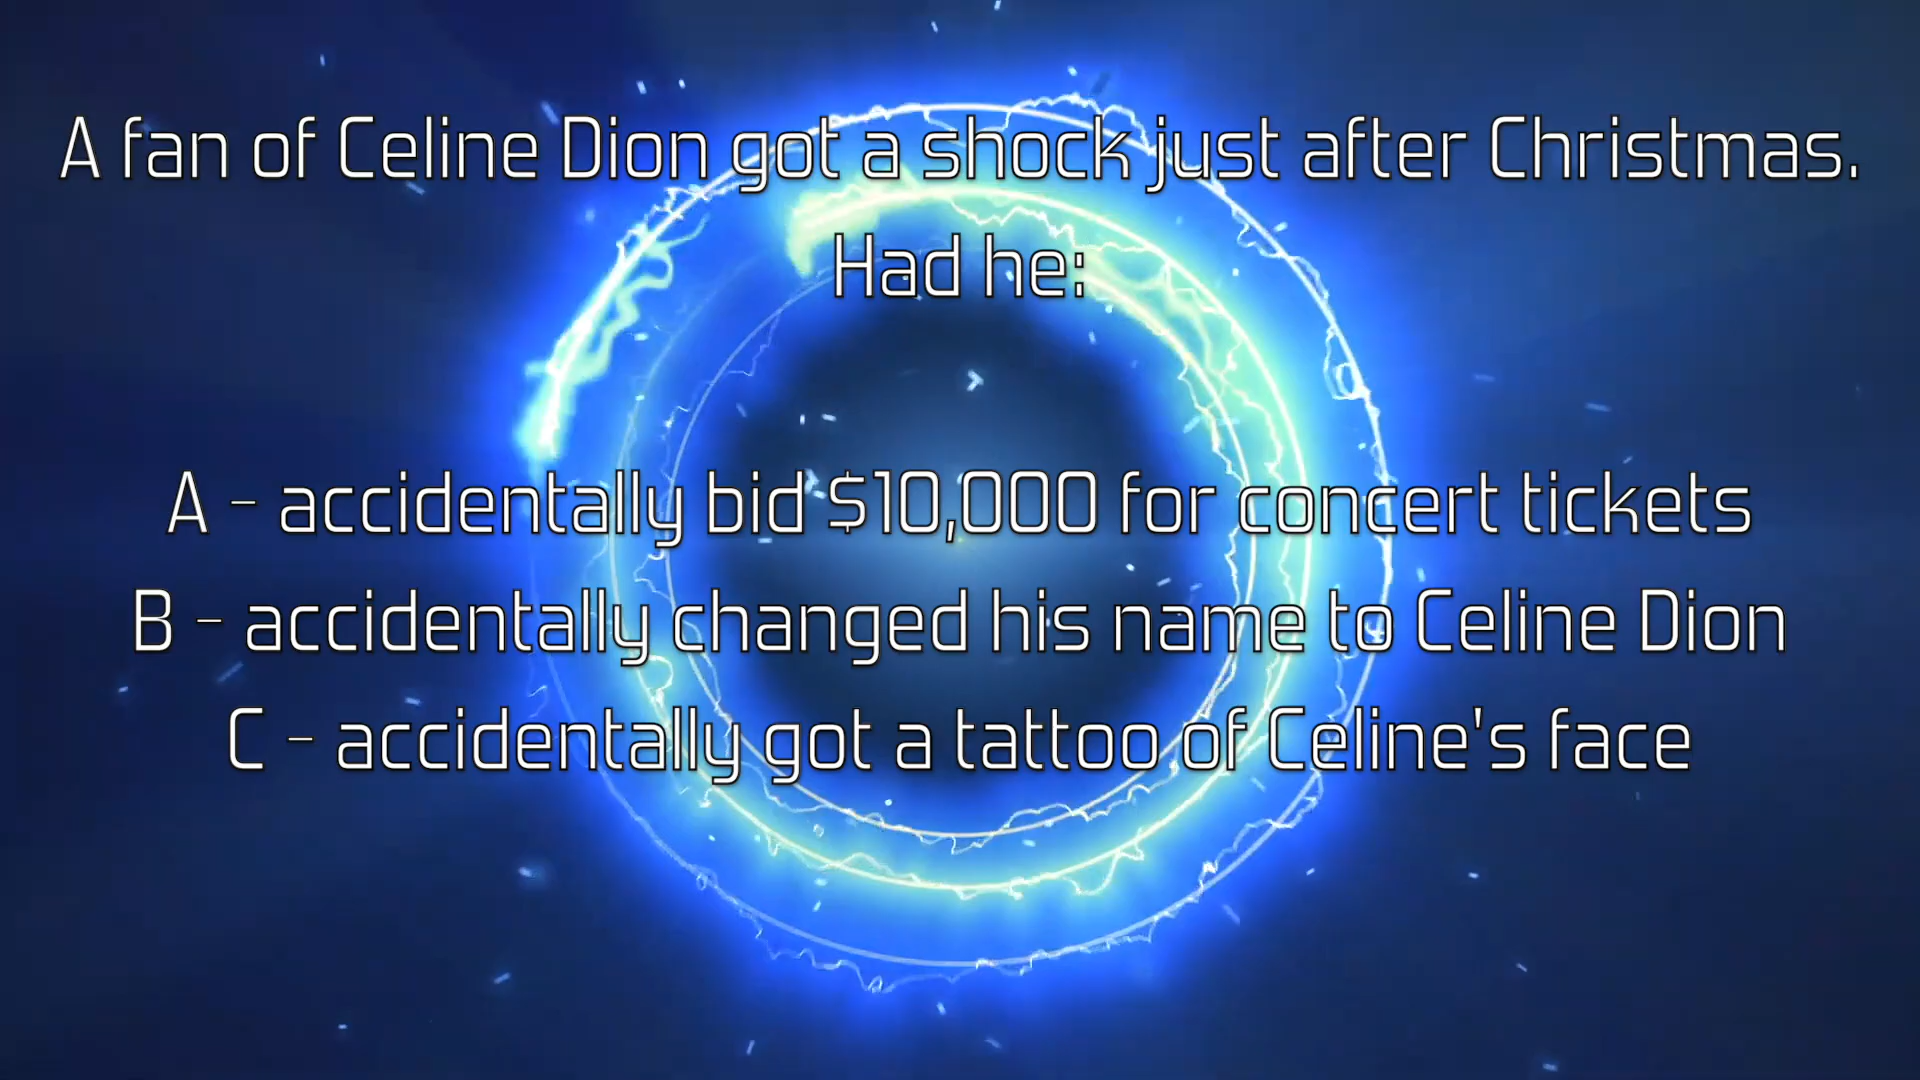 A fan of Celine Dion got a shock just after Christmas.
Had he:
A - accidentally bid $10,000 for concert tickets
B - accidentally changed his name to Celine Dion
C - accidentally got a tattoo of Celine's face